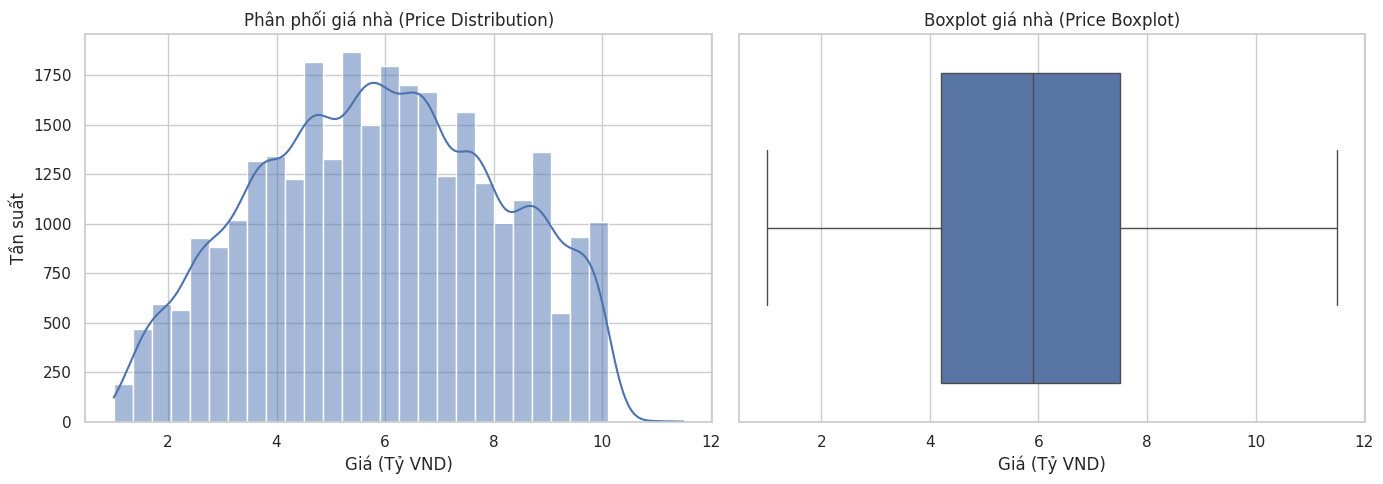 Phân phối giá nhà (Price Distribution)
Tần suất
1750
1500
1250
1000
750
500
250
0
2 4 6 8 10 12
Giá (Tỷ VND)
Boxplot giá nhà (Price Boxplot)
2 4 6 8 10 12
Giá (Tỷ VND)